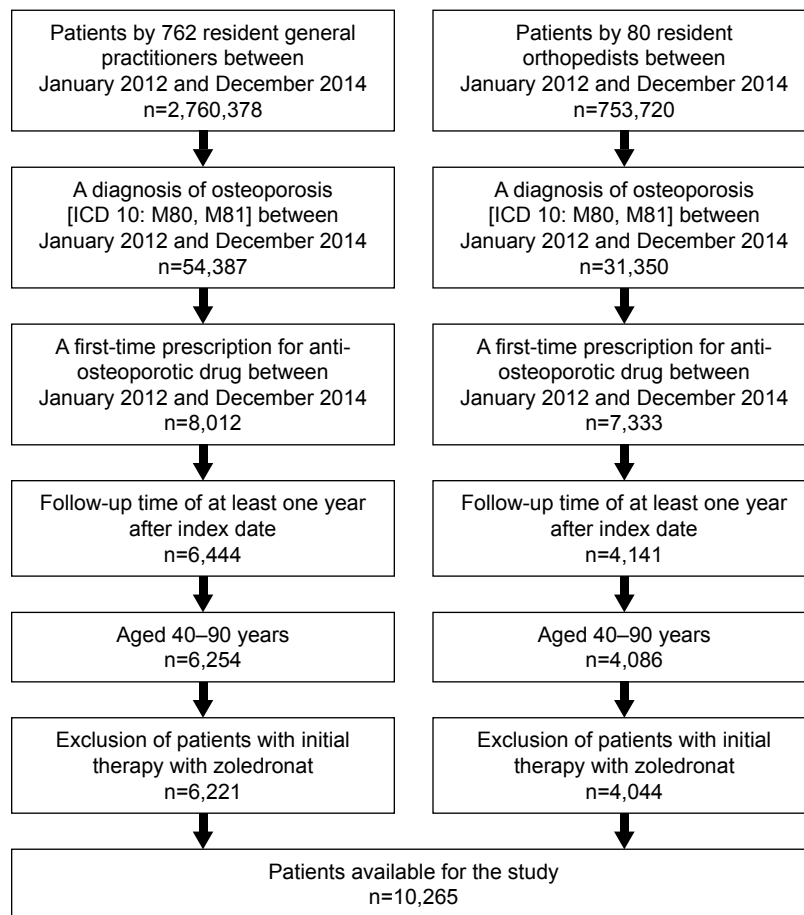 Patients by 762 resident general
practitioners between
January 2012 and December 2014
n=2,760,378
Patients by 80 resident
orthopedists between
January 2012 and December 2014
n=753,720
A diagnosis of osteoporosis
[ICD 10: M80, M81] between
January 2012 and December 2014
n=54,387
A diagnosis of osteoporosis
[ICD 10: M80, M81] between
January 2012 and December 2014
n=31,350
A first-time prescription for anti-
osteoporotic drug between
January 2012 and December 2014
n=8,012
A first-time prescription for anti-
osteoporotic drug between
January 2012 and December 2014
n=7,333
Follow-up time of at least one year
after index date
n=6,444
Follow-up time of at least one year
after index date
n=4,141
Aged 40–90 years
n=6,254
Aged 40–90 years
n=4,086
Exclusion of patients with initial
therapy with zoledronat
n=6,221
Exclusion of patients with initial
therapy with zoledronat
n=4,044
Patients available for the study
n=10,265